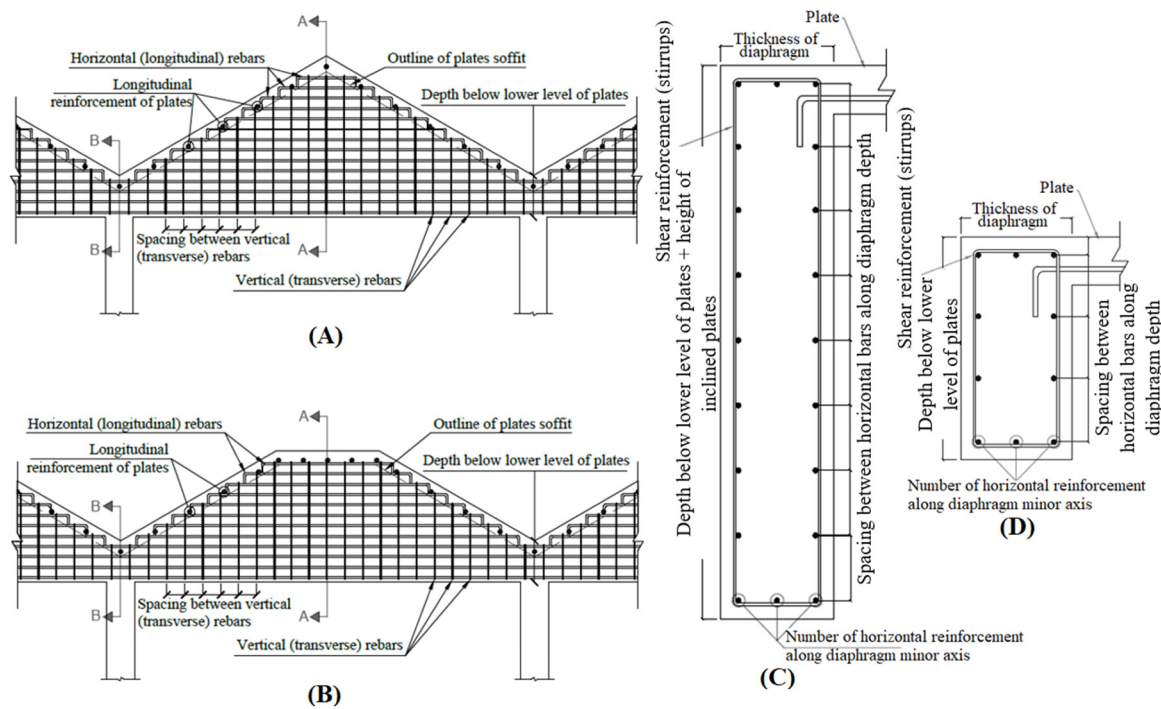 A
Horizontal (longitudinal) rebars
Outline of plates soffit
Longitudinal
reinforcement of plates
Depth below lower level of plates
B
B
A
Spacing between vertical
(transverse) rebars
Vertical (transverse) rebars
(A)
A
Horizontal (longitudinal) rebars
Outline of plates soffit
Longitudinal
reinforcement of plates
Depth below lower level of plates
B
B
A
Spacing between vertical
(transverse) rebars
Vertical (transverse) rebars
(B)
Plate
Thickness of
diaphragm
Shear reinforcement (stirrups)
Depth below lower level of plates + height of
inclined plates
Spacing between horizontal bars along diaphragm depth
Number of horizontal reinforcement
along diaphragm minor axis
(C)
Plate
Thickness of
diaphragm
Shear reinforcement (stirrups)
Depth below lower
level of plates
Spacing between
horizontal bars along
diaphragm depth
Number of horizontal reinforcement
along diaphragm minor axis
(D)